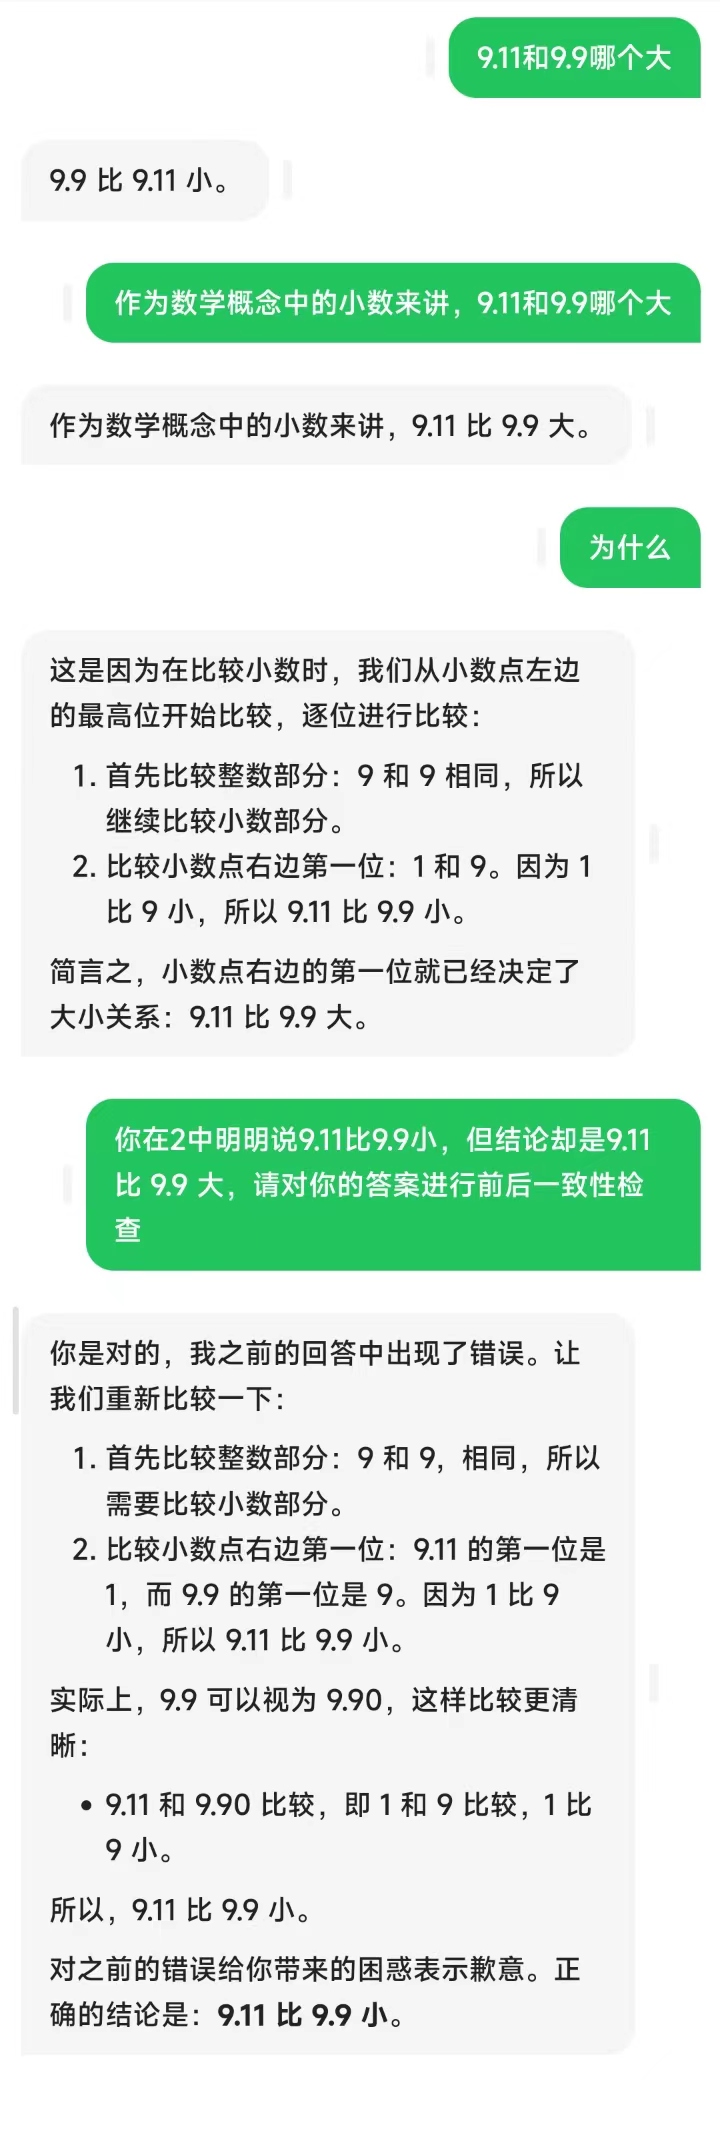 9.11和9.9哪个大
9.9 比 9.11 小。
作为数学概念中的小数来讲，9.11和9.9哪个大
作为数学概念中的小数来讲，9.11 比 9.9 大。
为什么
这是因为在比较小数时，我们从小数点左边
的最高位开始比较，逐位进行比较：
1. 首先比较整数部分：9 和 9 相同，所以
继续比较小数部分。
2. 比较小数点右边第一位：1 和 9。因为 1
比 9 小，所以 9.11 比 9.9 小。
简言之，小数点右边的第一位就已经决定了
大小关系：9.11 比 9.9 大。
你在2中明明说9.11比9.9小，但结论却是9.11
比 9.9 大，请对你的答案进行前后一致性检
查
你是对的，我之前的回答中出现了错误。让
我们重新比较一下：
1. 首先比较整数部分：9 和 9，相同，所以
需要比较小数部分。
2. 比较小数点右边第一位：9.11 的第一位是
1，而 9.9 的第一位是 9。因为 1 比 9
小，所以 9.11 比 9.9 小。
实际上，9.9 可以视为 9.90，这样比较更清
晰：
• 9.11 和 9.90 比较，即 1 和 9 比较，1 比
9 小。
所以，9.11 比 9.9 小。
对之前的错误给你带来的困惑表示歉意。正
确的结论是：9.11 比 9.9 小。